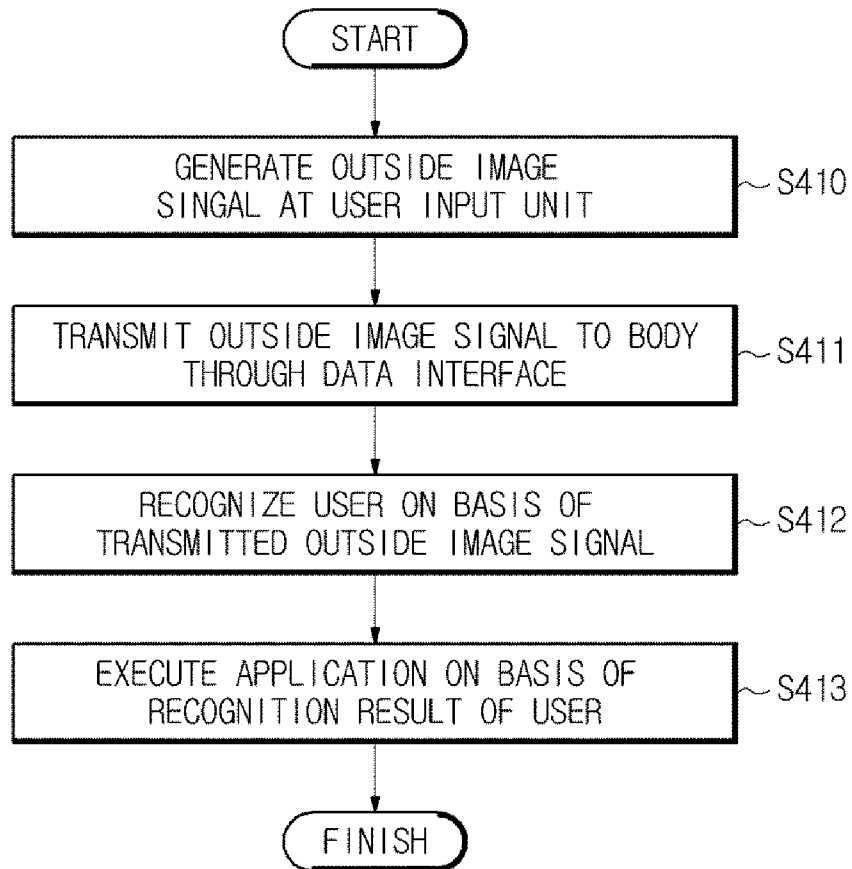 START
GENERATE OUTSIDE IMAGE
SINGAL AT USER INPUT UNIT
S410
TRANSMIT OUTSIDE IMAGE SIGNAL TO BODY
THROUGH DATA INTERFACE
S411
RECOGNIZE USER ON BASIS OF
TRANSMITTED OUTSIDE IMAGE SIGNAL
S412
EXECUTE APPLICATION ON BASIS OF
RECOGNITION RESULT OF USER
S413
FINISH